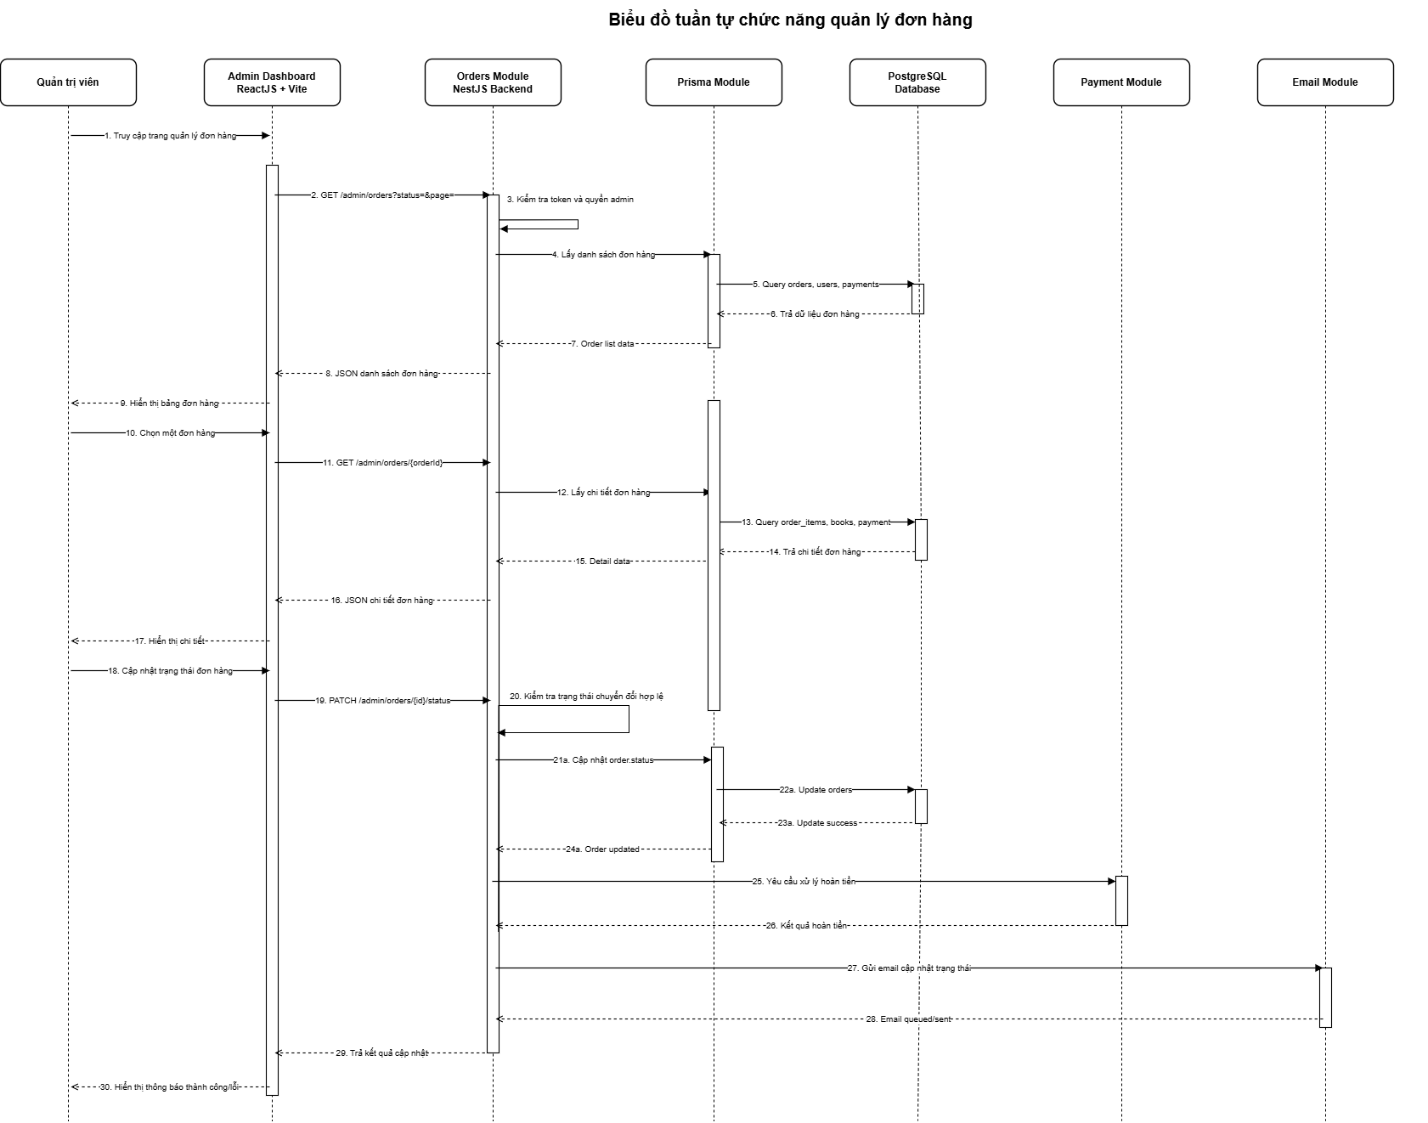 Biểu đồ tuần tự chức năng quản lý đơn hàng
Quản trị viên
Admin Dashboard
ReactJS + Vite
Orders Module
NestJS Backend
Prisma Module
PostgreSQL
Database
Payment Module
Email Module
1. Truy cập trang quản lý đơn hàng
2. GET /admin/orders?status=&page=
3. Kiểm tra token và quyền admin
4. Lấy danh sách đơn hàng
5. Query orders, users, payments
6. Trả dữ liệu đơn hàng
7. Order list data
8. JSON danh sách đơn hàng
9. Hiển thị bảng đơn hàng
10. Chọn một đơn hàng
11. GET /admin/orders/{orderId}
12. Lấy chi tiết đơn hàng
13. Query order_items, books, payment
14. Trả chi tiết đơn hàng
15. Detail data
16. JSON chi tiết đơn hàng
17. Hiển thị chi tiết
18. Cập nhật trạng thái đơn hàng
19. PATCH /admin/orders/{id}/status
20. Kiểm tra trạng thái chuyển đổi hợp lệ
21a. Cập nhật order.status
22a. Update orders
23a. Update success
24a. Order updated
25. Yêu cầu xử lý hoàn tiền
26. Kết quả hoàn tiền
27. Gửi email cập nhật trạng thái
28. Email queued/sent
29. Trả kết quả cập nhật
30. Hiển thị thông báo thành công/lỗi